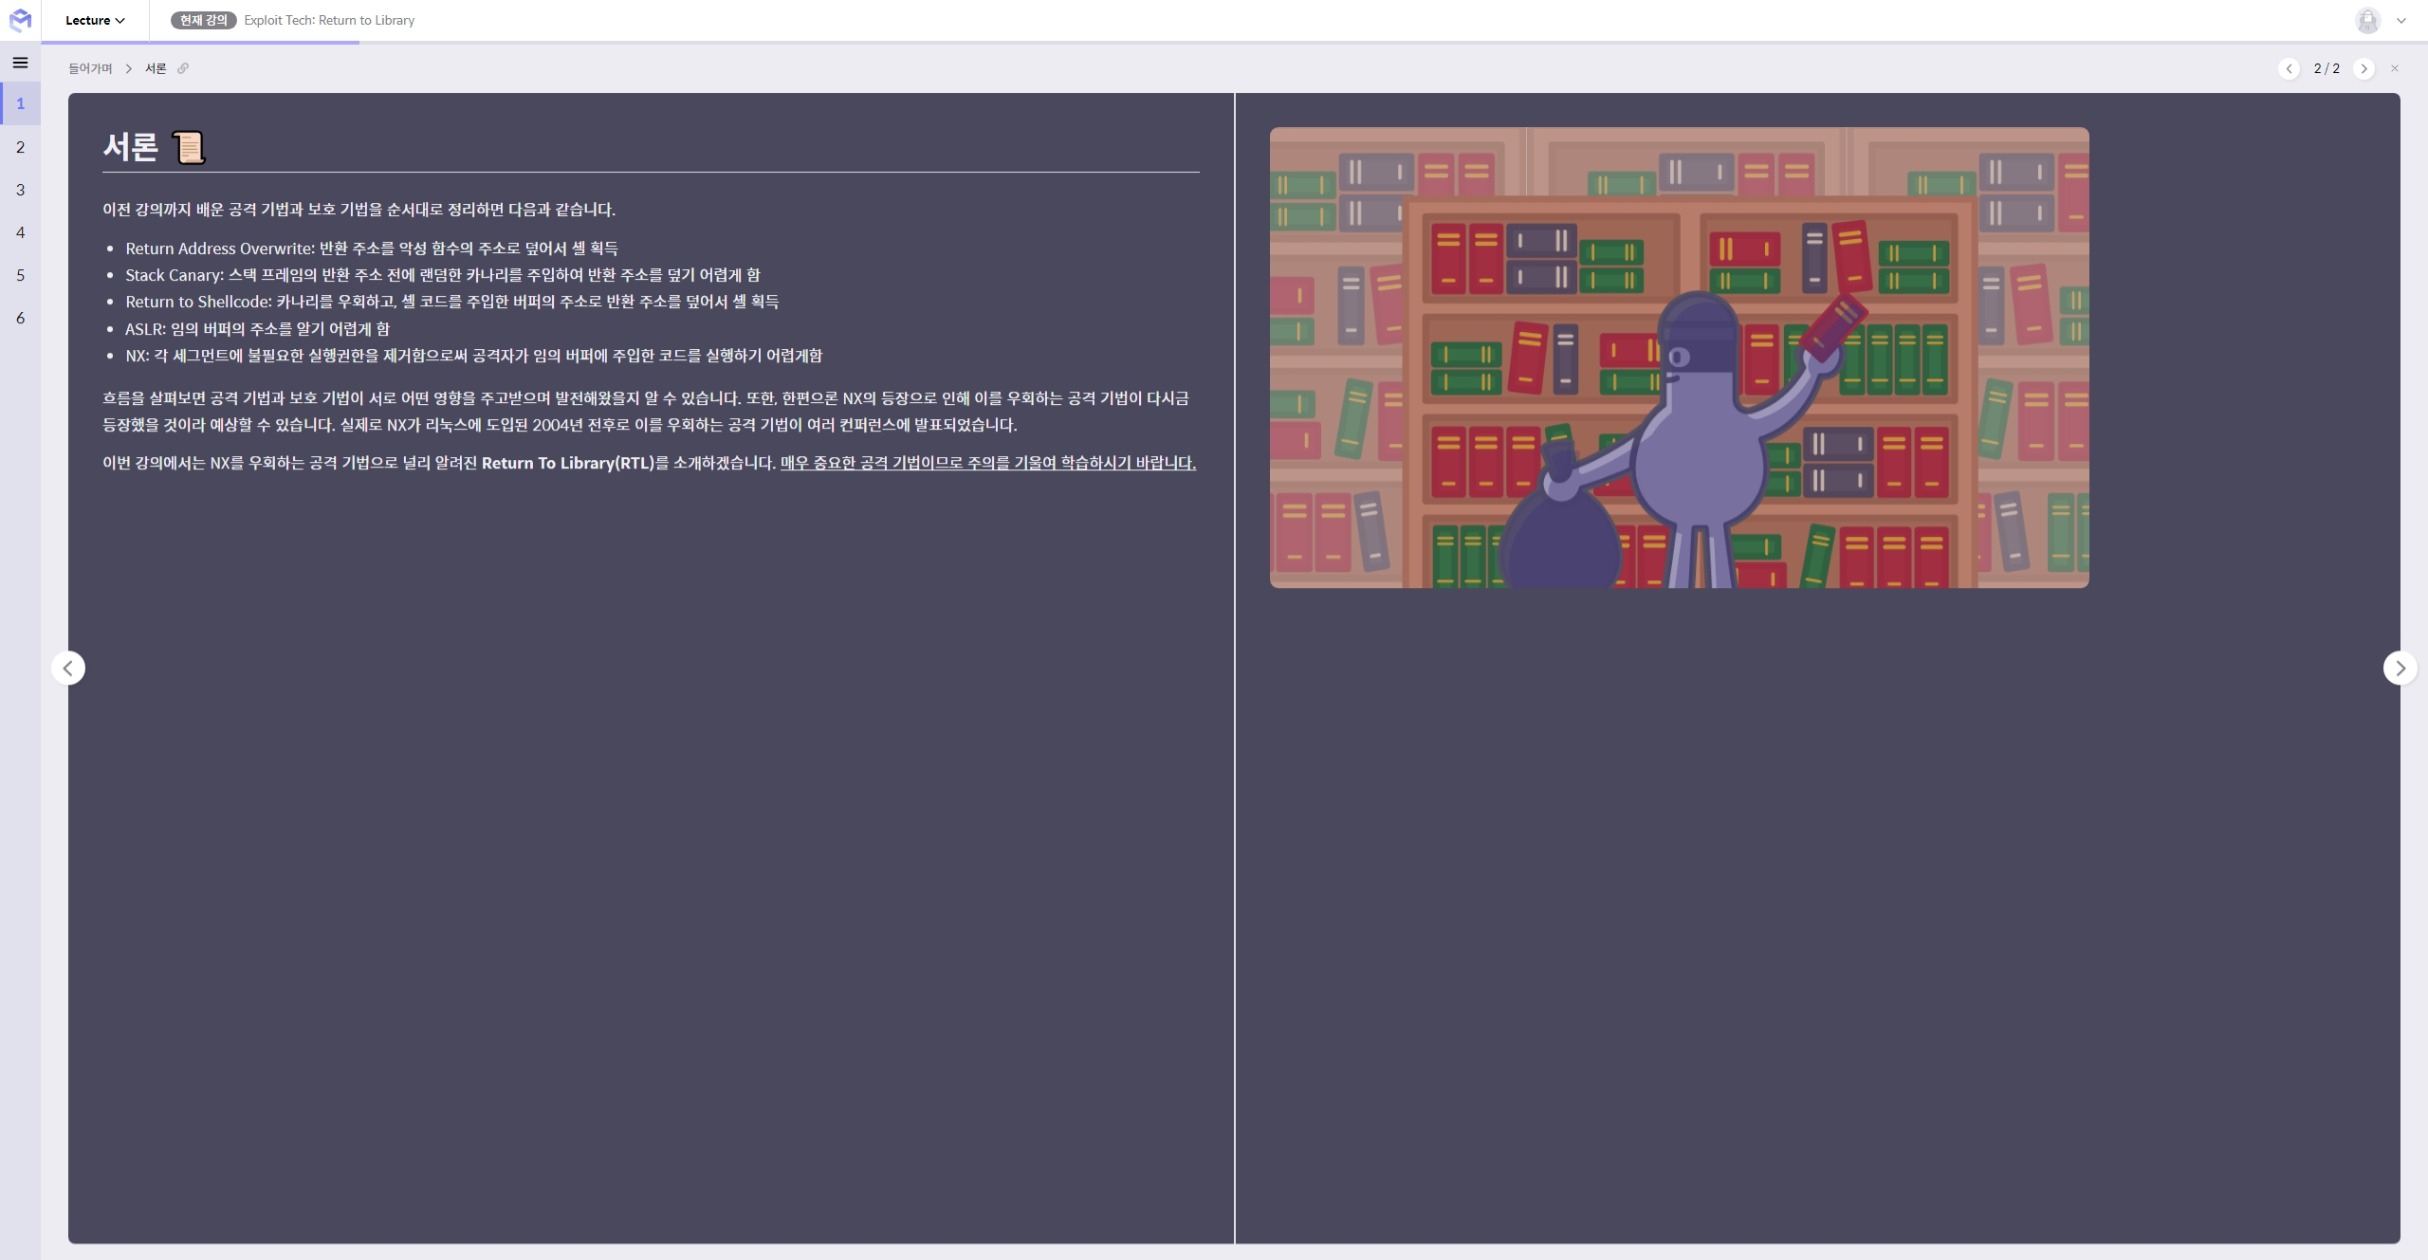 Lecture
현재 강의 Exploit Tech: Return to Library
들어가며 > 서론
2 / 2
1
2
3
4
5
6
서론
이전 강의까지 배운 공격 기법과 보호 기법을 순서대로 정리하면 다음과 같습니다.
• Return Address Overwrite: 반환 주소를 악성 함수의 주소로 덮어서 셸 획득
• Stack Canary: 스택 프레임의 반환 주소 전에 랜덤한 카나리를 주입하여 반환 주소를 덮기 어렵게 함
• Return to Shellcode: 카나리를 우회하고, 셸 코드를 주입한 버퍼의 주소로 반환 주소를 덮어서 셸 획득
• ASLR: 임의 버퍼의 주소를 알기 어렵게 함
• NX: 각 세그먼트에 불필요한 실행권한을 제거함으로써 공격자가 임의 버퍼에 주입한 코드를 실행하기 어렵게함
흐름을 살펴보면 공격 기법과 보호 기법이 서로 어떤 영향을 주고받으며 발전해왔을지 알 수 있습니다. 또한, 한편으론 NX의 등장으로 인해 이를 우회하는 공격 기법이 다시금
등장했을 것이라 예상할 수 있습니다. 실제로 NX가 리눅스에 도입된 2004년 전후로 이를 우회하는 공격 기법이 여러 컨퍼런스에 발표되었습니다.
이번 강의에서는 NX를 우회하는 공격 기법으로 널리 알려진 Return To Library(RTL)를 소개하겠습니다. 매우 중요한 공격 기법이므로 주의를 기울여 학습하시기 바랍니다.